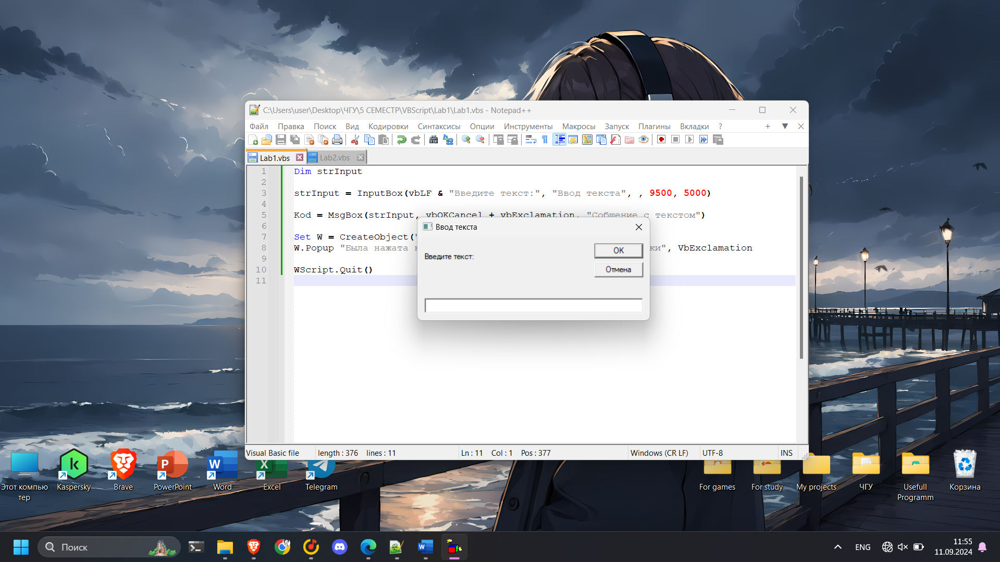 C:\Users\user\Desktop\ЧГУ\5 СЕМЕСТР\VBScript\Lab1\Lab1.vbs - Notepad++
Файл Правка Поиск Вид Кодировки Синтаксисы Опции Инструменты Макросы Запуск Плагины Вкладки ?
Lab1.vbs Lab2.vbs
1 Dim strInput
2
3 strInput = InputBox(vbLF & "Введите текст:", "Ввод текста", , 9500, 5000)
4
5 Kod = MsgBox(strInput, vbOKCancel + vbExclamation, "Собщение с текстом")
6
7 Set W = CreateObject("
8 W.Popup "Была нажата ки", VbExclamation
9
10 WScript.Quit()
11
Ввод текста
Введите текст:
OK
Отмена
Visual Basic file length : 376 lines : 11 Ln : 11 Col : 1 Pos : 377 Windows (CR LF) UTF-8 INS
Этот компью
тер
Kaspersky
Brave
PowerPoint
Word
Excel
Telegram
For games
For study
My projects
ЧГУ
Usefull
Programm
Корзина
Поиск
ENG
11:55
11.09.2024